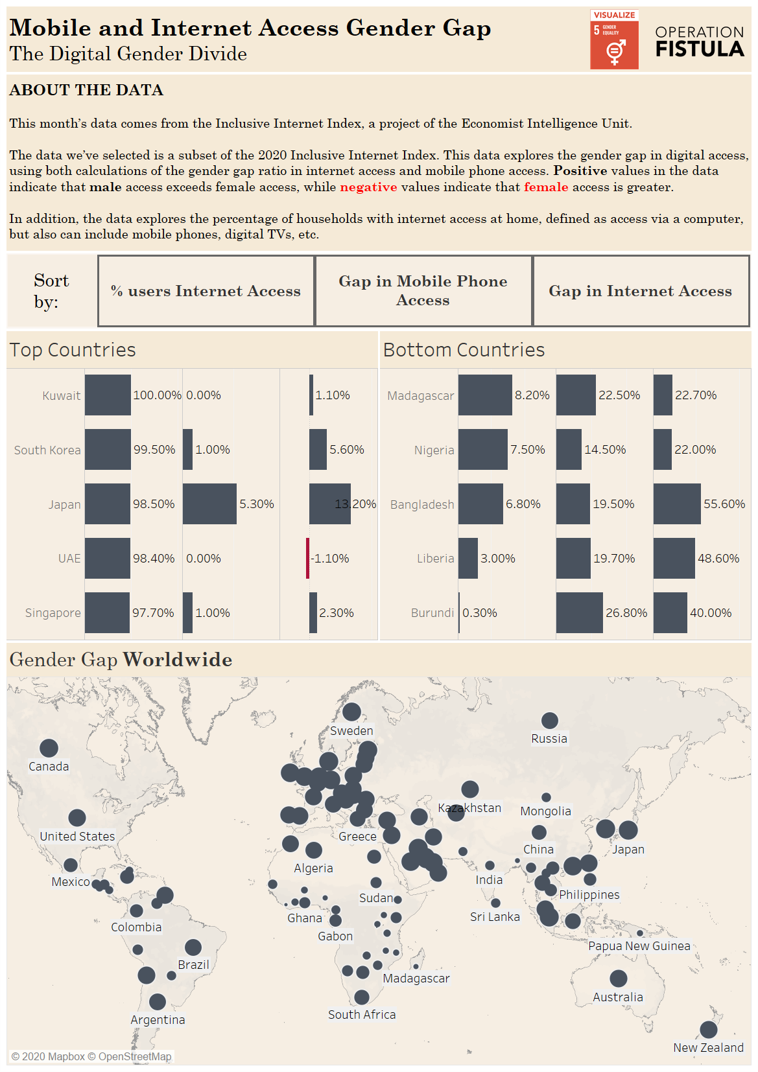 Mobile and Internet Access Gender Gap
The Digital Gender Divide
VISUALIZE
5 GENDER
EQUALITY
OPERATION
FISTULA
ABOUT THE DATA
This month's data comes from the Inclusive Internet Index, a project of the Economist Intelligence Unit.
The data we've selected is a subset of the 2020 Inclusive Internet Index. This data explores the gender gap in digital access,
using both calculations of the gender gap ratio in internet access and mobile phone access. Positive values in the data
indicate that male access exceeds female access, while negative values indicate that female access is greater.
In addition, the data explores the percentage of households with internet access at home, defined as access via a computer,
but also can include mobile phones, digital TVs, etc.
Sort
by:
% users Internet Access
Gap in Mobile Phone
Access
Gap in Internet Access
Top Countries
Kuwait 100.00% 0.00% 1.10%
South Korea 99.50% 1.00% 5.60%
Japan 98.50% 5.30% 13.20%
UAE 98.40% 0.00% -1.10%
Singapore 97.70% 1.00% 2.30%
Bottom Countries
Madagascar 8.20% 22.50% 22.70%
Nigeria 7.50% 14.50% 22.00%
Bangladesh 6.80% 19.50% 55.60%
Liberia 3.00% 19.70% 48.60%
Burundi 0.30% 26.80% 40.00%
Gender Gap Worldwide
Sweden
Russia
Canada
Kazakhstan
Mongolia
United States
Greece
China
Japan
Algeria
Mexico
India
Sudan
Philippines
Ghana
Sri Lanka
Colombia
Gabon
Papua New Guinea
Brazil
Madagascar
Australia
South Africa
Argentina
New Zealand
© 2020 Mapbox © OpenStreetMap